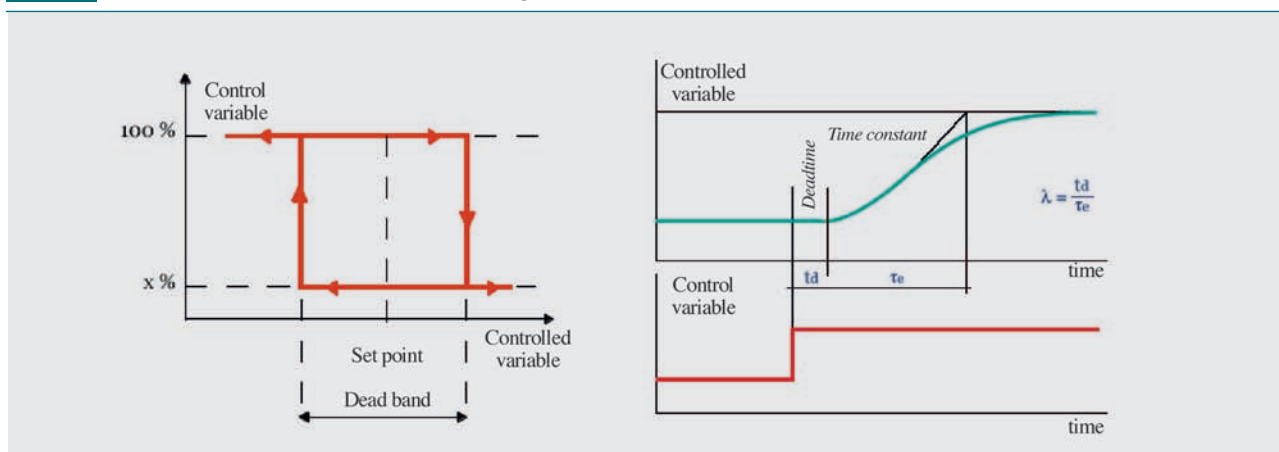 Control
variable
100 %
x %
Controlled
variable
Set point
Dead band
Controlled
variable
Deadtime
Time constant
λ = td
τe
time
td
τe
Control
variable
time